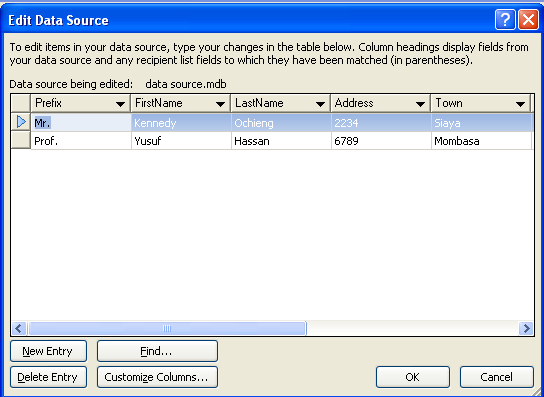 Edit Data Source
To edit items in your data source, type your changes in the table below. Column headings display fields from
your data source and any recipient list fields to which they have been matched (in parentheses).
Data source being edited: data source.mdb
Prefix FirstName LastName Address Town
Mr. Kennedy Ochieng 2234 Siaya
Prof. Yusuf Hassan 6789 Mombasa
New Entry Find...
Delete Entry Customize Columns... OK Cancel